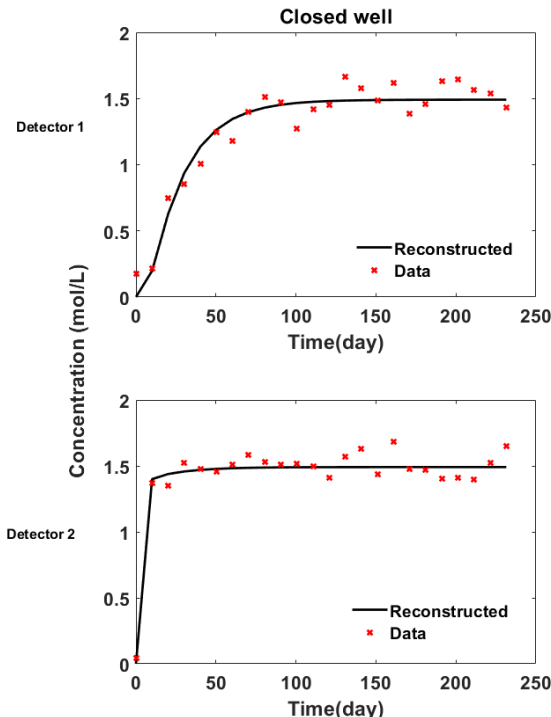 Closed well
Detector 1
Concentration (mol/L)
2
1.5
1
0.5
0
0 50 100 150 200 250
Time(day)
Reconstructed
Data
Detector 2
2
1.5
1
0.5
0
0 50 100 150 200 250
Time(day)
Reconstructed
Data